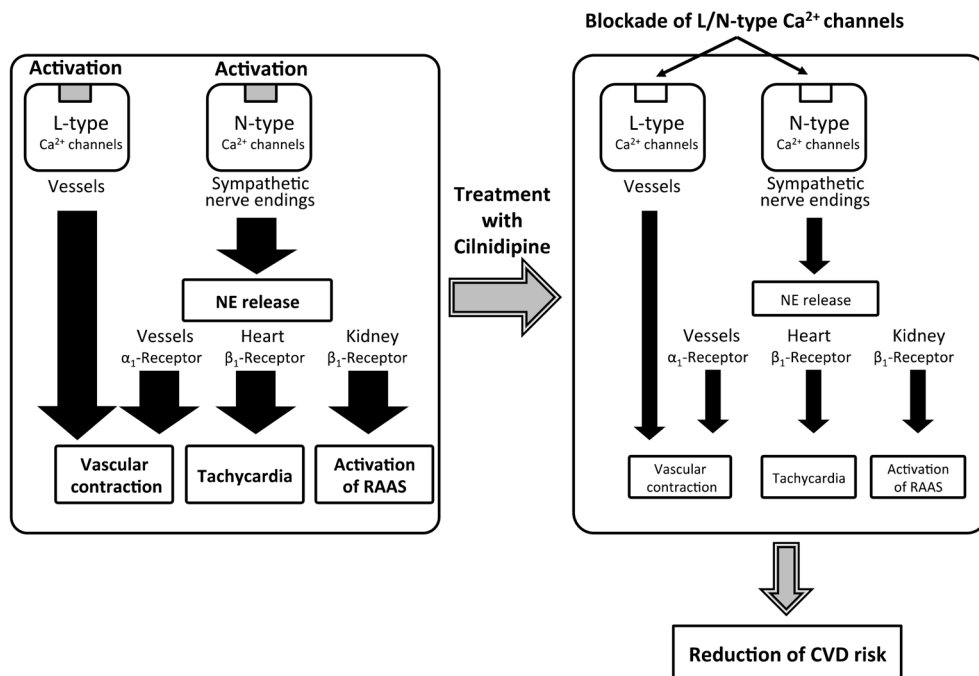 Blockade of L/N-type Ca²⁺ channels
Activation
Activation
L-type
Ca²⁺ channels
N-type
Ca²⁺ channels
Vessels
Sympathetic
nerve endings
NE release
Vessels
α₁-Receptor
Heart
β₁-Receptor
Kidney
β₁-Receptor
Vascular
contraction
Tachycardia
Activation
of RAAS
Treatment
with
Cilnidipine
L-type
Ca²⁺ channels
N-type
Ca²⁺ channels
Vessels
Sympathetic
nerve endings
NE release
Vessels
α₁-Receptor
Heart
β₁-Receptor
Kidney
β₁-Receptor
Vascular
contraction
Tachycardia
Activation
of RAAS
Reduction of CVD risk